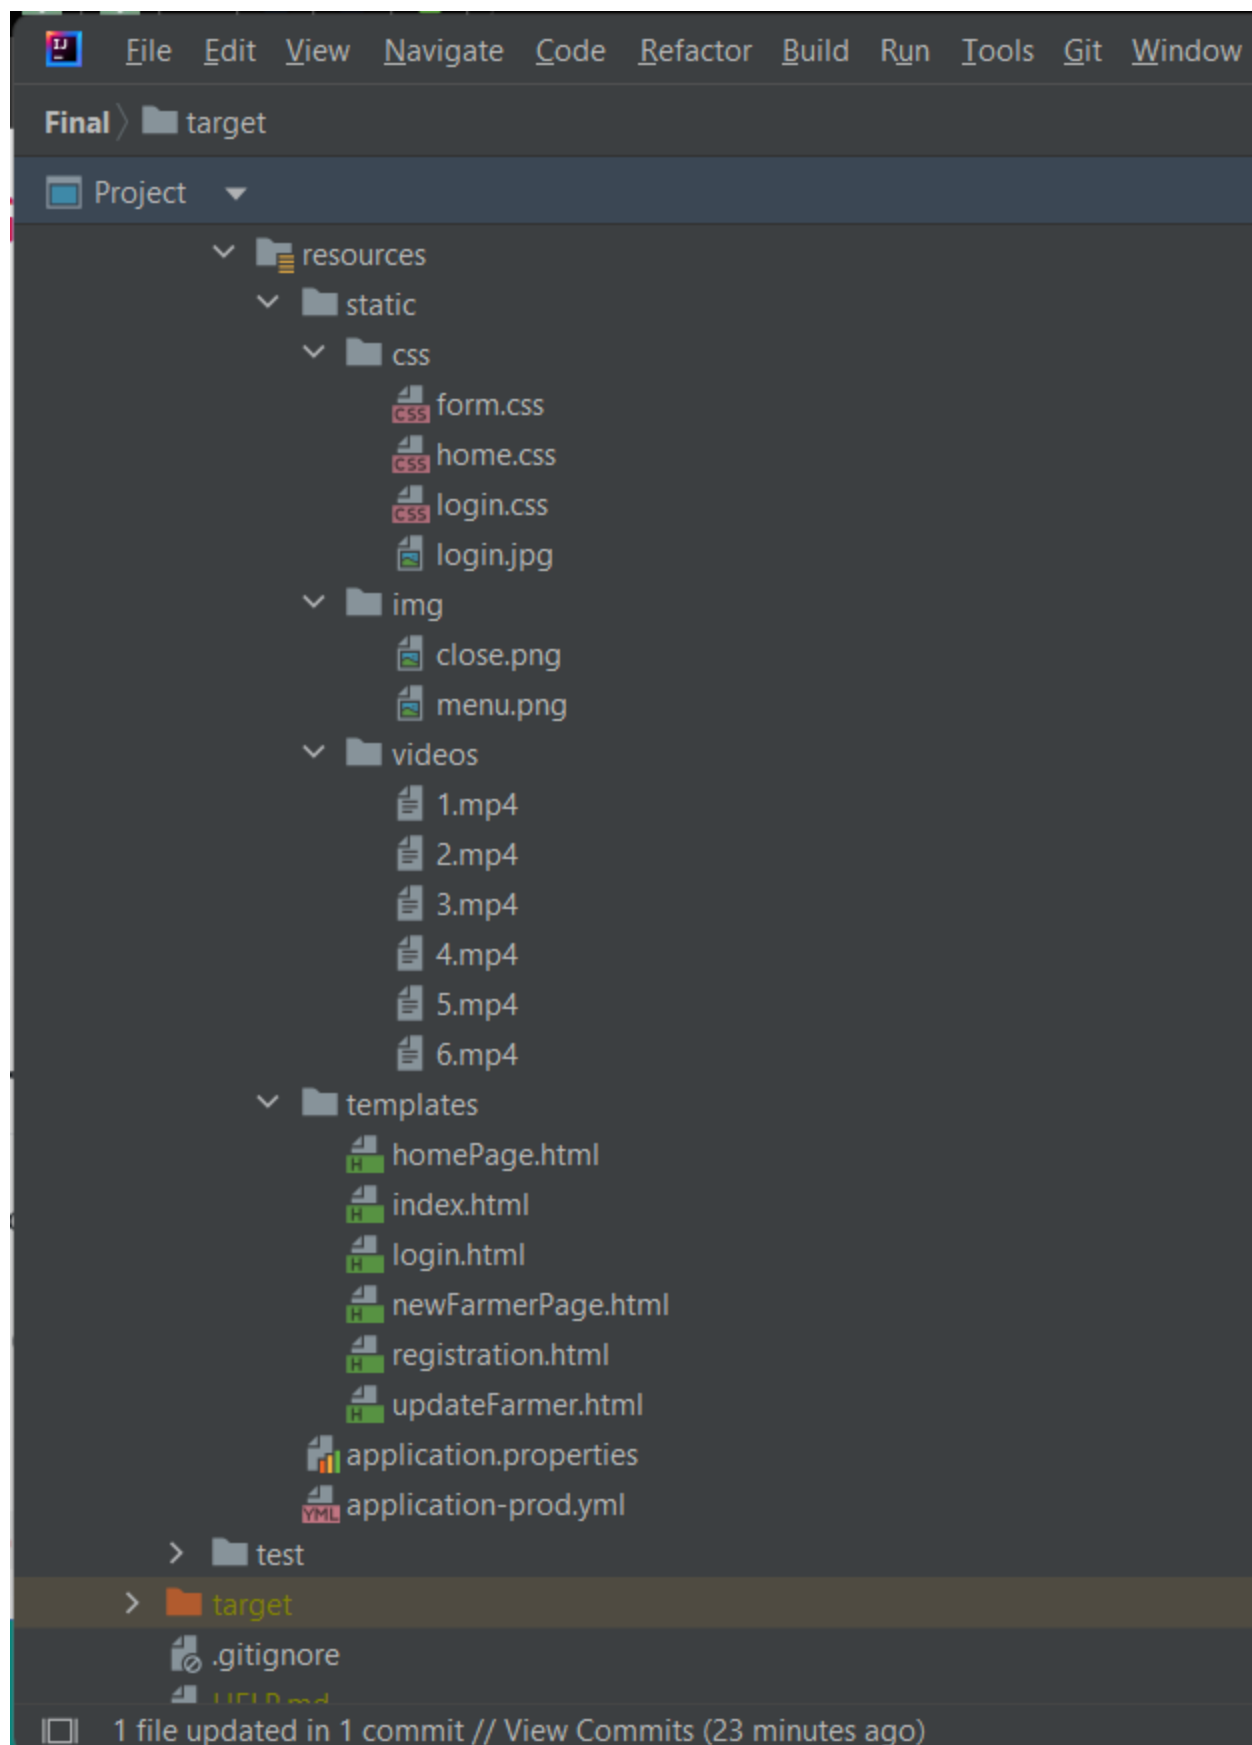 File Edit View Navigate Code Refactor Build Run Tools Git Window
Final target
Project
resources
static
css
form.css
home.css
login.css
login.jpg
img
close.png
menu.png
videos
1.mp4
2.mp4
3.mp4
4.mp4
5.mp4
6.mp4
templates
homePage.html
index.html
login.html
newFarmerPage.html
registration.html
updateFarmer.html
application.properties
application-prod.yml
test
target
.gitignore
HELP.md
1 file updated in 1 commit // View Commits (23 minutes ago)